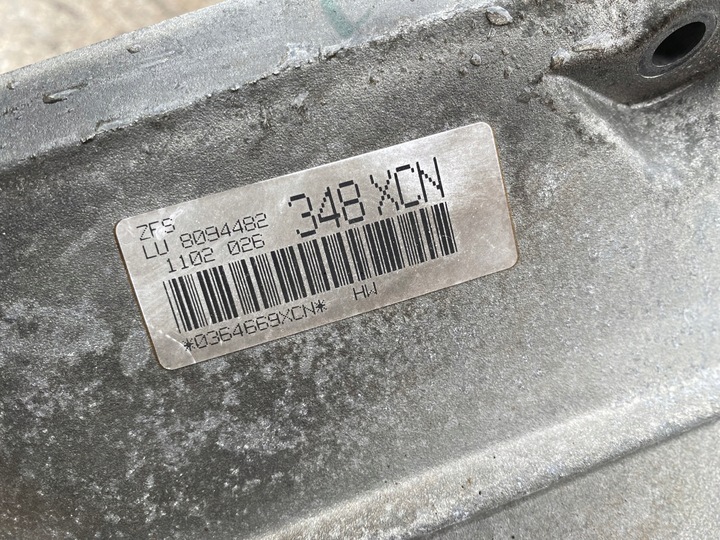 ZFS
LU 8094482 348 XCN
1102 026
*0364669XCN* HW